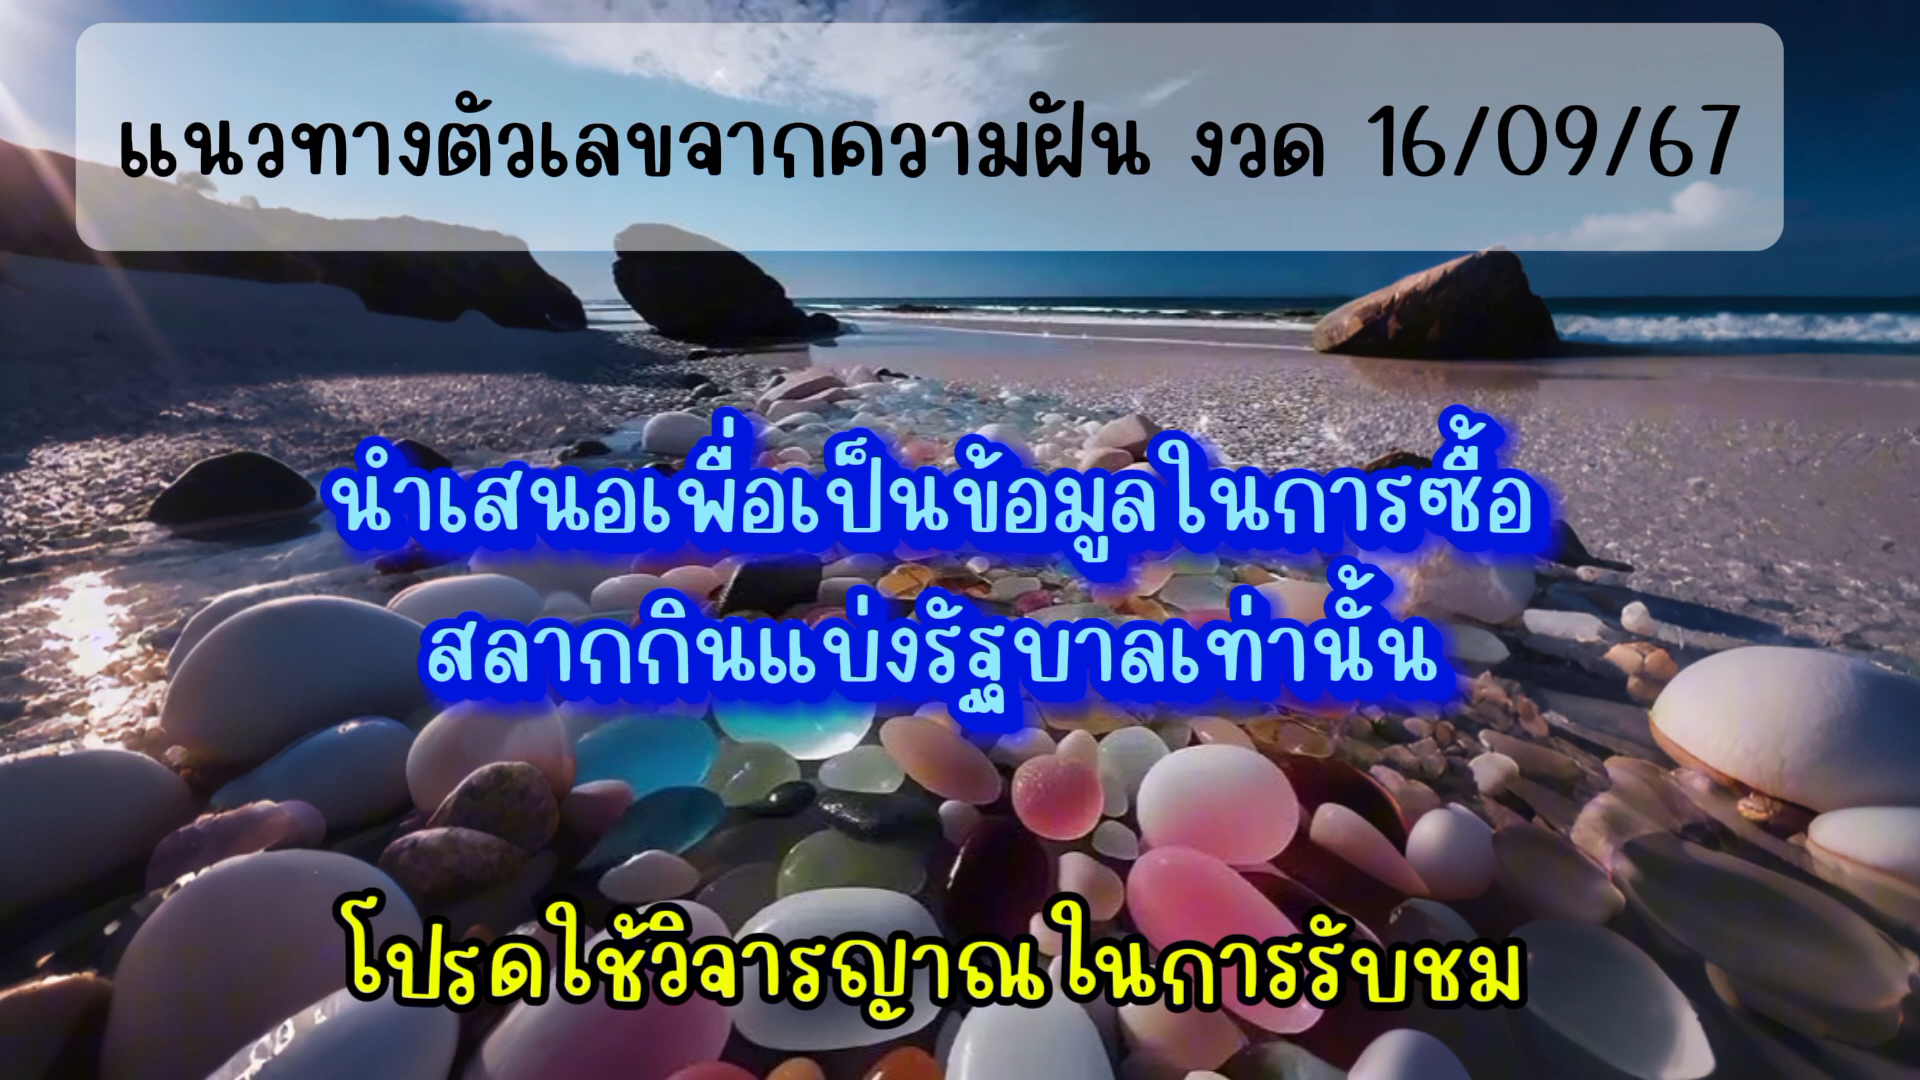 แนวทางตัวเลขจากความฝัน งวด 16/09/67
นำเสนอเพื่อเป็นข้อมูลในการซื้อ
สลากกินแบ่งรัฐบาลเท่านั้น
โปรดใช้วิจารญาณในการรับชม